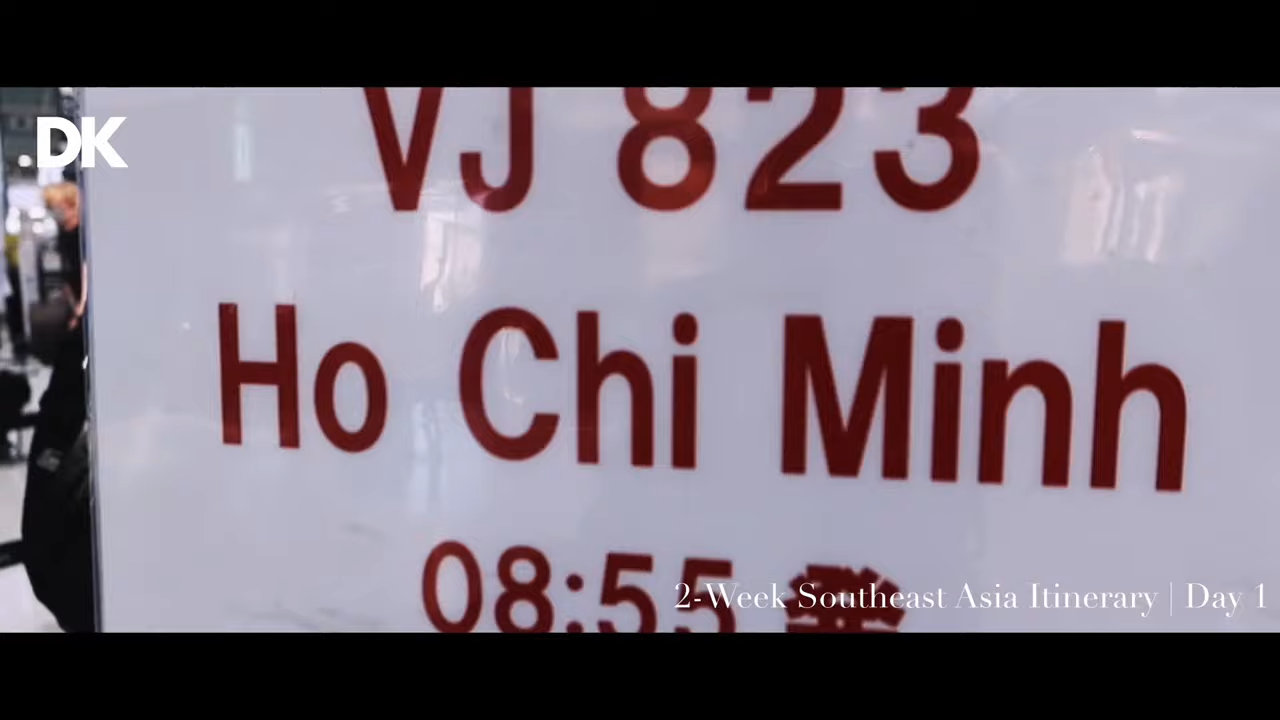 DK
VJ 823
Ho Chi Minh
08:55
2-Week Southeast Asia Itinerary | Day 1